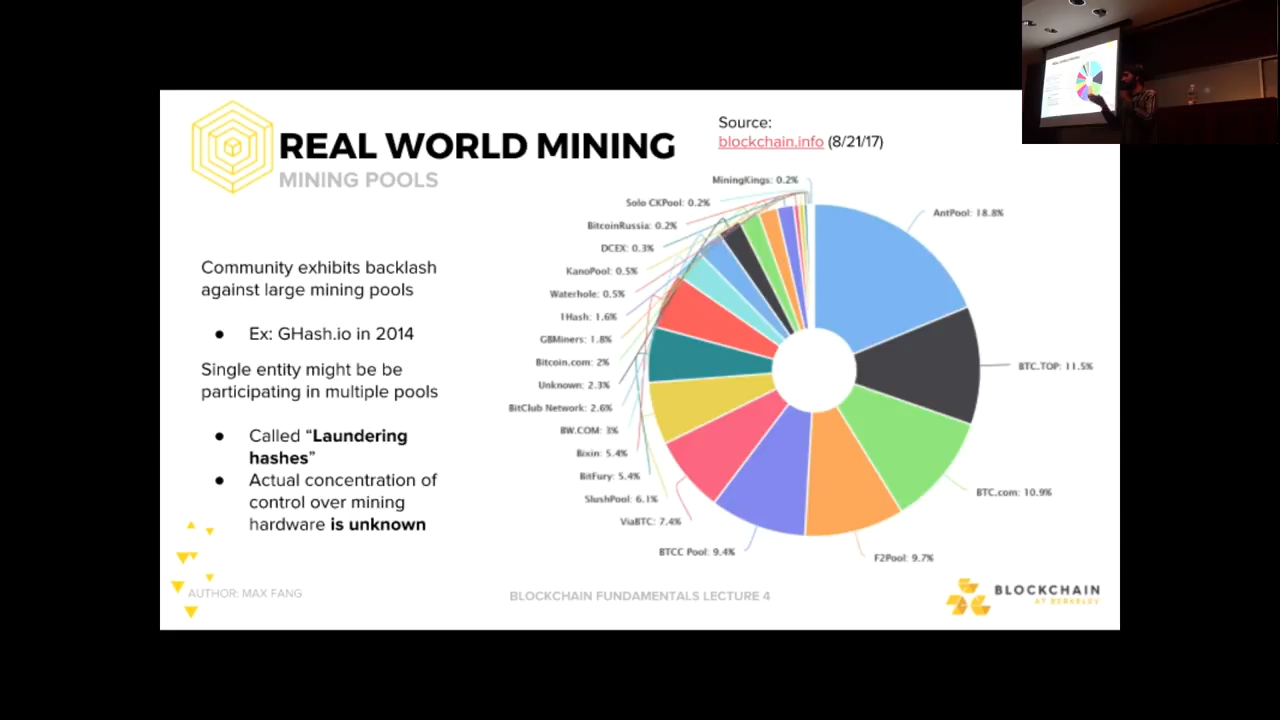 REAL WORLD MINING
MINING POOLS
Source:
blockchain.info (8/21/17)
Community exhibits backlash
against large mining pools
● Ex: GHash.io in 2014
Single entity might be be
participating in multiple pools
● Called “Laundering
hashes”
● Actual concentration of
control over mining
hardware is unknown
MiningKings: 0.2%
Solo CKPool: 0.2%
BitcoinRussia: 0.2%
DCEX: 0.3%
KanoPool: 0.5%
Waterhole: 0.5%
1Hash: 1.6%
GBMiners: 1.8%
Bitcoin.com: 2%
Unknown: 2.3%
BitClub Network: 2.6%
BW.COM: 3%
Bixin: 5.4%
BitFury: 5.4%
SlushPool: 6.1%
ViaBTC: 7.4%
BTCC Pool: 9.4%
F2Pool: 9.7%
BTC.com: 10.9%
BTC.TOP: 11.5%
AntPool: 18.8%
AUTHOR: MAX FANG
BLOCKCHAIN FUNDAMENTALS LECTURE 4
BLOCKCHAIN
AT BERKELEY